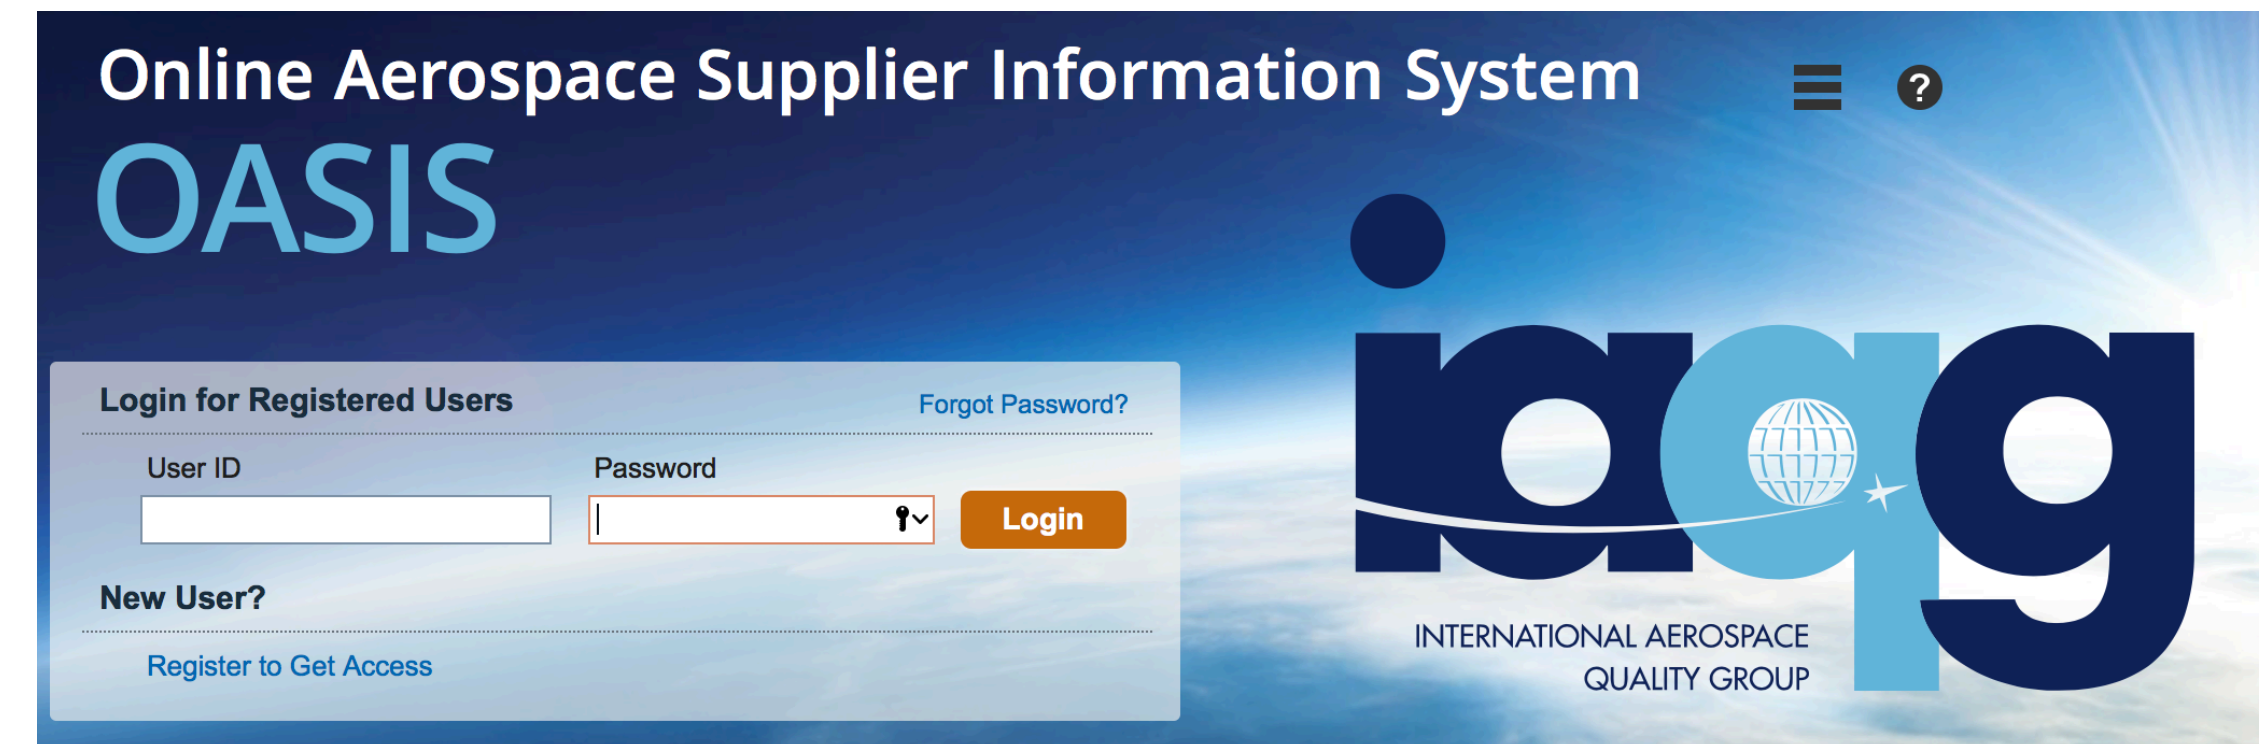 Online Aerospace Supplier Information System
?
OASIS
Login for Registered Users
Forgot Password?
User ID
Password
Login
New User?
Register to Get Access
iaqg
INTERNATIONAL AEROSPACE
QUALITY GROUP